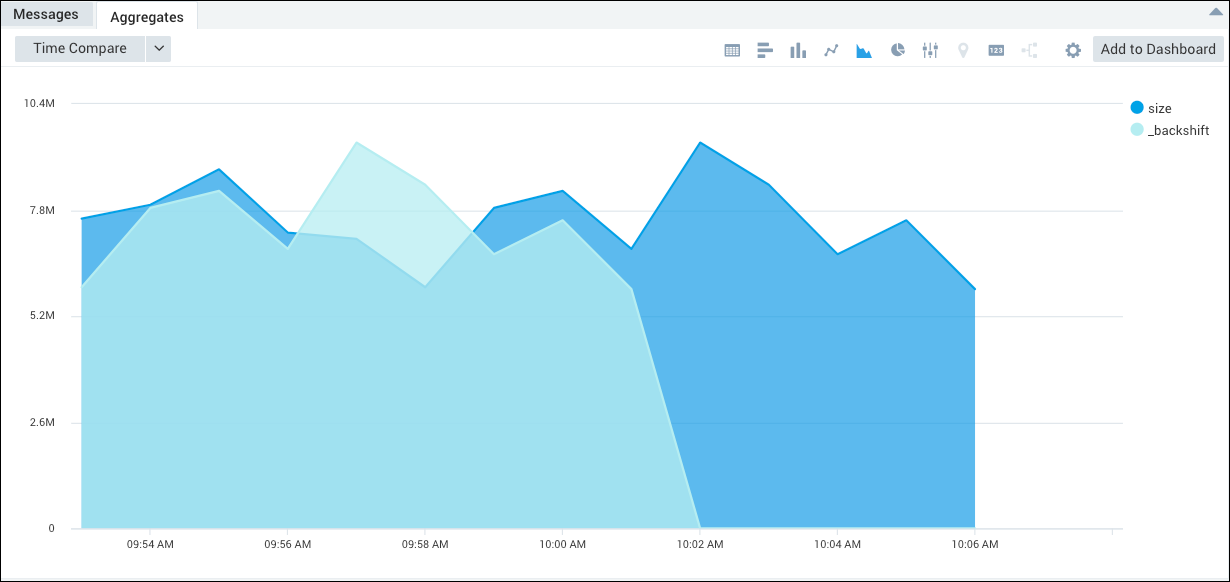 Messages
Aggregates
Time Compare
123
Add to Dashboard
10.4M
size
_backshift
7.8M
5.2M
2.6M
0
09:54 AM 09:56 AM 09:58 AM 10:00 AM 10:02 AM 10:04 AM 10:06 AM